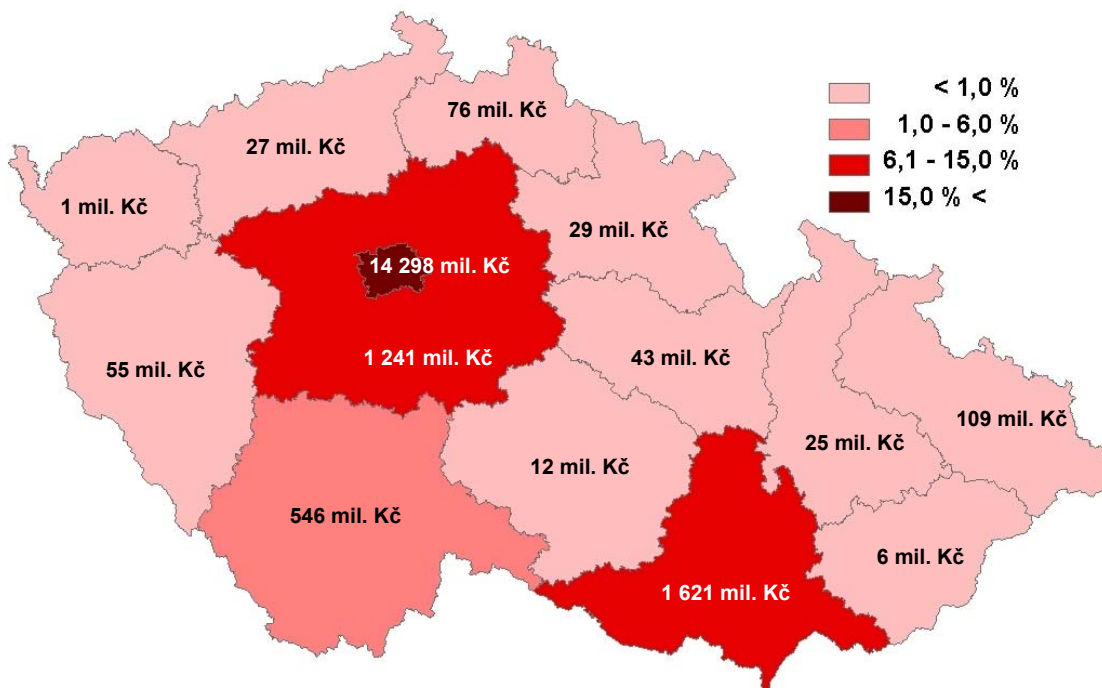 76 mil. Kč
27 mil. Kč
1 mil. Kč
29 mil. Kč
14 298 mil. Kč
1 241 mil. Kč
43 mil. Kč
55 mil. Kč
109 mil. Kč
25 mil. Kč
12 mil. Kč
546 mil. Kč
6 mil. Kč
1 621 mil. Kč
< 1,0 %
1,0 - 6,0 %
6,1 - 15,0 %
15,0 % <